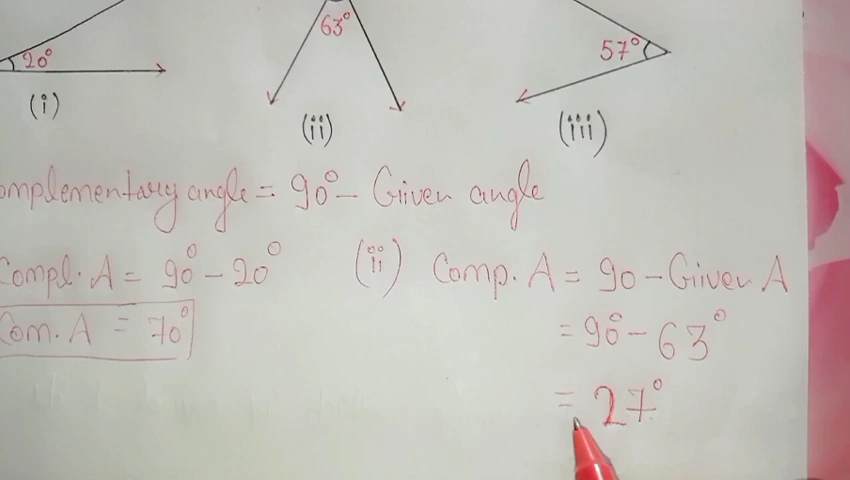 20° 63° 57°
(i) (ii) (iii)
omplementary angle = 90° - Given angle
Compl. A = 90° - 20°
Com. A = 70°
(ii) Comp. A = 90 - Given A
= 90° - 63°
= 27°